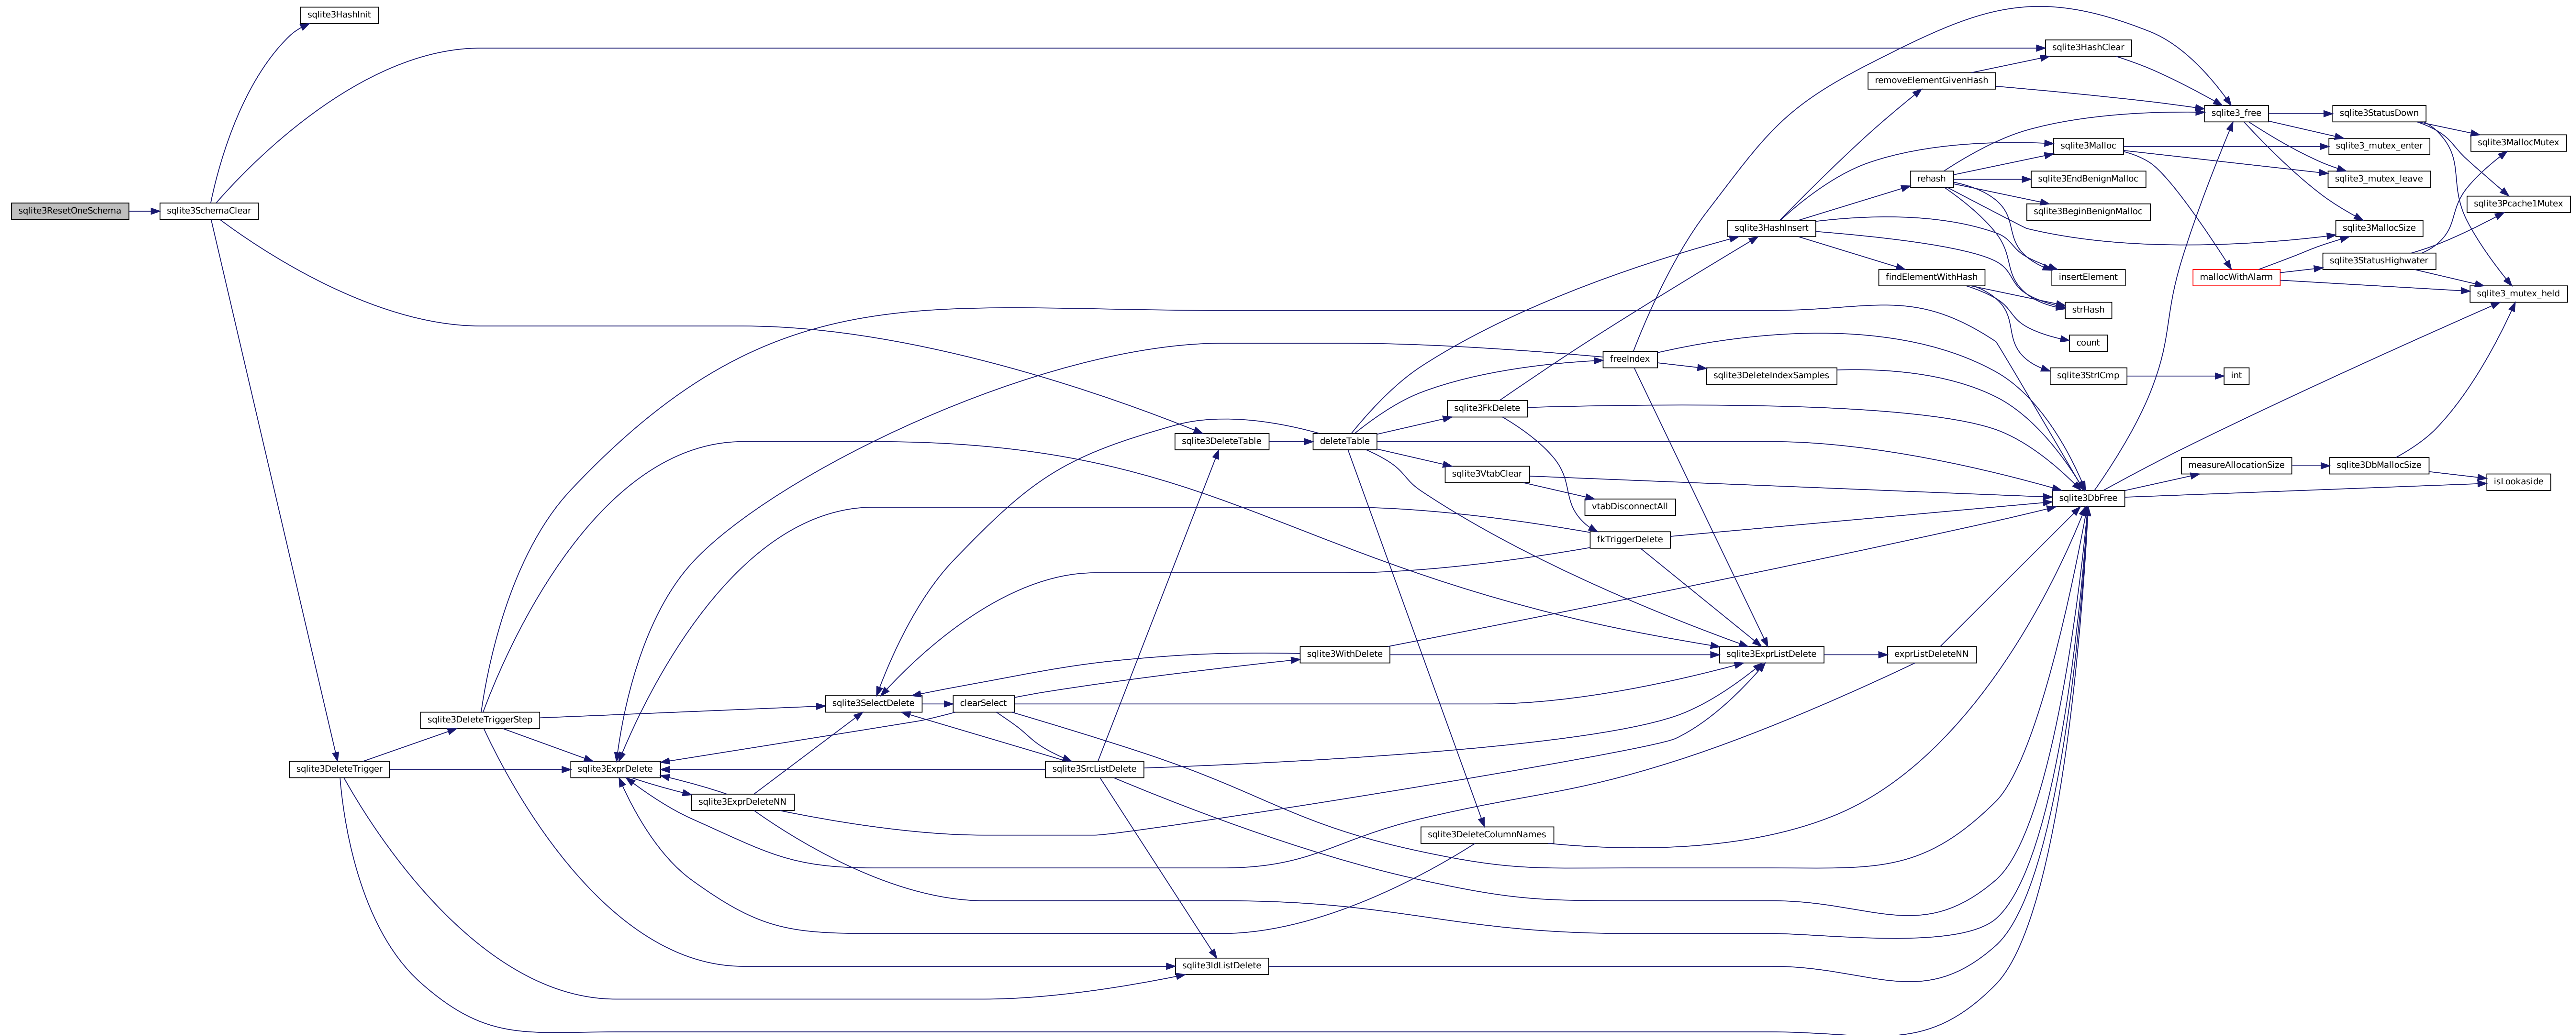 sqlite3HashInit
sqlite3HashClear
removeElementGivenHash
sqlite3_free
sqlite3StatusDown
sqlite3MallocMutex
sqlite3Malloc
sqlite3_mutex_enter
rehash
sqlite3EndBenignMalloc
sqlite3_mutex_leave
sqlite3Pcache1Mutex
sqlite3ResetOneSchema
sqlite3SchemaClear
sqlite3BeginBenignMalloc
sqlite3HashInsert
sqlite3MallocSize
sqlite3StatusHighwater
findElementWithHash
insertElement
mallocWithAlarm
sqlite3_mutex_held
strHash
count
freeIndex
sqlite3DeleteIndexSamples
sqlite3StrICmp
int
sqlite3FkDelete
sqlite3DeleteTable
deleteTable
sqlite3VtabClear
measureAllocationSize
sqlite3DbMallocSize
isLookaside
sqlite3DbFree
vtabDisconnectAll
fkTriggerDelete
sqlite3WithDelete
sqlite3ExprListDelete
exprListDeleteNN
sqlite3SelectDelete
clearSelect
sqlite3DeleteTriggerStep
sqlite3DeleteTrigger
sqlite3ExprDelete
sqlite3SrcListDelete
sqlite3ExprDeleteNN
sqlite3DeleteColumnNames
sqlite3IdListDelete